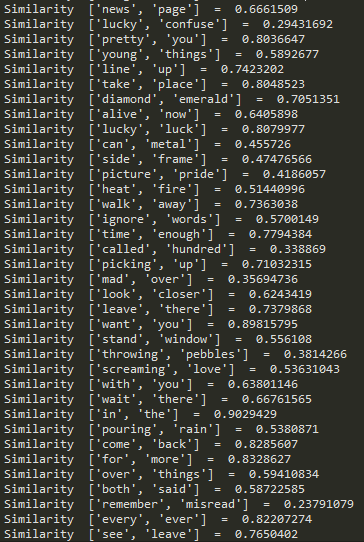 Similarity ['news', 'page'] = 0.6661509
Similarity ['lucky', 'confuse'] = 0.29431692
Similarity ['pretty', 'you'] = 0.8036647
Similarity ['young', 'things'] = 0.5892677
Similarity ['line', 'up'] = 0.7423202
Similarity ['take', 'place'] = 0.8048523
Similarity ['diamond', 'emerald'] = 0.7051351
Similarity ['alive', 'now'] = 0.6405898
Similarity ['lucky', 'luck'] = 0.8079977
Similarity ['can', 'metal'] = 0.455726
Similarity ['side', 'frame'] = 0.47476566
Similarity ['picture', 'pride'] = 0.4186057
Similarity ['heat', 'fire'] = 0.51440996
Similarity ['walk', 'away'] = 0.7363038
Similarity ['ignore', 'words'] = 0.5700149
Similarity ['time', 'enough'] = 0.7794384
Similarity ['called', 'hundred'] = 0.338869
Similarity ['picking', 'up'] = 0.71032315
Similarity ['mad', 'over'] = 0.35694736
Similarity ['look', 'closer'] = 0.6243419
Similarity ['leave', 'there'] = 0.7379868
Similarity ['want', 'you'] = 0.89815795
Similarity ['stand', 'window'] = 0.556108
Similarity ['throwing', 'pebbles'] = 0.3814266
Similarity ['screaming', 'love'] = 0.53631043
Similarity ['with', 'you'] = 0.63801146
Similarity ['wait', 'there'] = 0.66761565
Similarity ['in', 'the'] = 0.9029429
Similarity ['pouring', 'rain'] = 0.5380871
Similarity ['come', 'back'] = 0.8285607
Similarity ['for', 'more'] = 0.8328627
Similarity ['over', 'things'] = 0.59410834
Similarity ['both', 'said'] = 0.58722585
Similarity ['remember', 'misread'] = 0.23791079
Similarity ['every', 'ever'] = 0.82207274
Similarity ['see', 'leave'] = 0.7650402